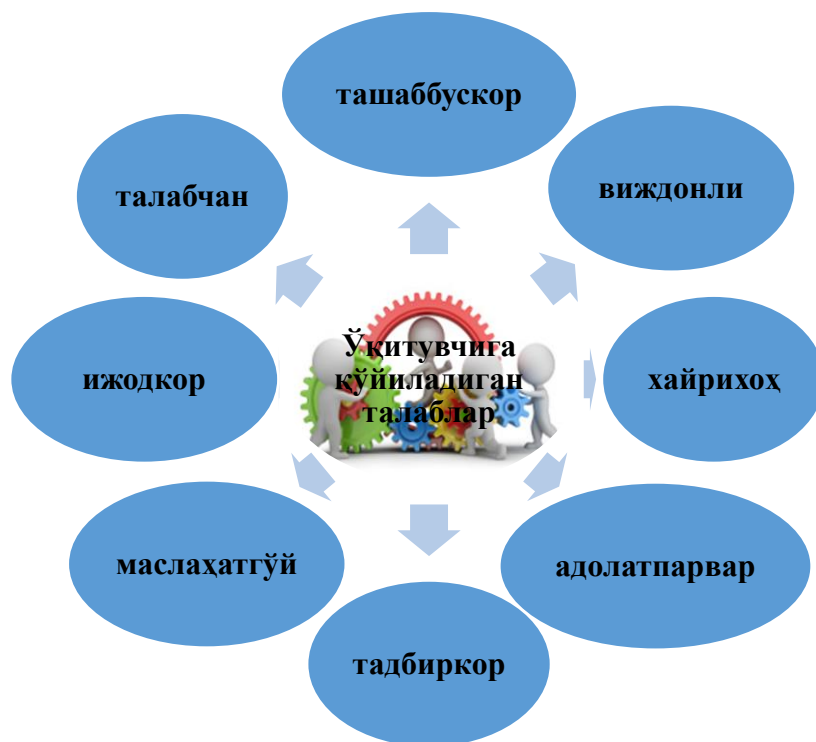 ташаббускор
виждонли
хайрихоҳ
адолатпарвар
тадбиркор
маслаҳатгўй
ижодкор
талабчан
Ўқитувчига
қўйиладиган
талаблар